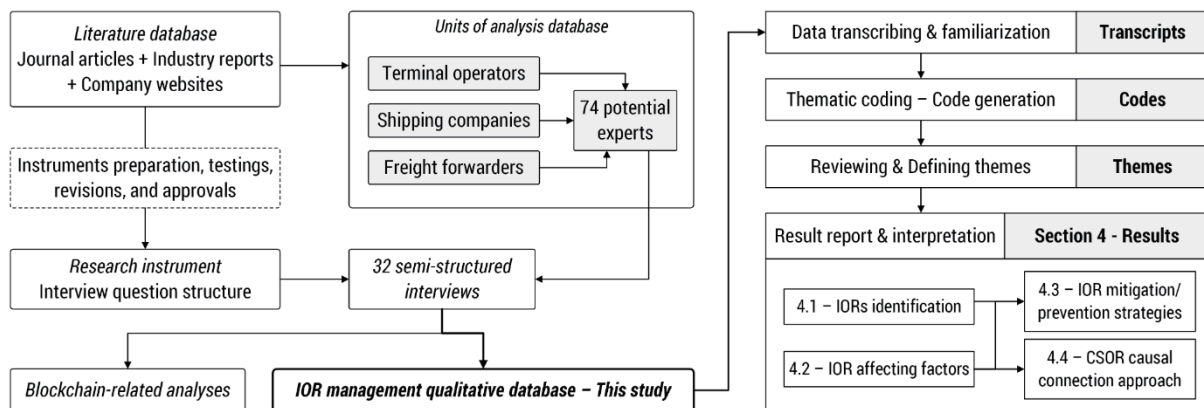 Literature database
Journal articles + Industry reports
+ Company websites
Instruments preparation, testings,
revisions, and approvals
Research instrument
Interview question structure
Units of analysis database
Terminal operators
Shipping companies
Freight forwarders
74 potential
experts
32 semi-structured
interviews
Blockchain-related analyses
IOR management qualitative database – This study
Data transcribing & familiarization
Transcripts
Thematic coding – Code generation
Codes
Reviewing & Defining themes
Themes
Result report & interpretation
Section 4 - Results
4.1 – IORs identification
4.2 – IOR affecting factors
4.3 – IOR mitigation/
prevention strategies
4.4 – CSOR causal
connection approach